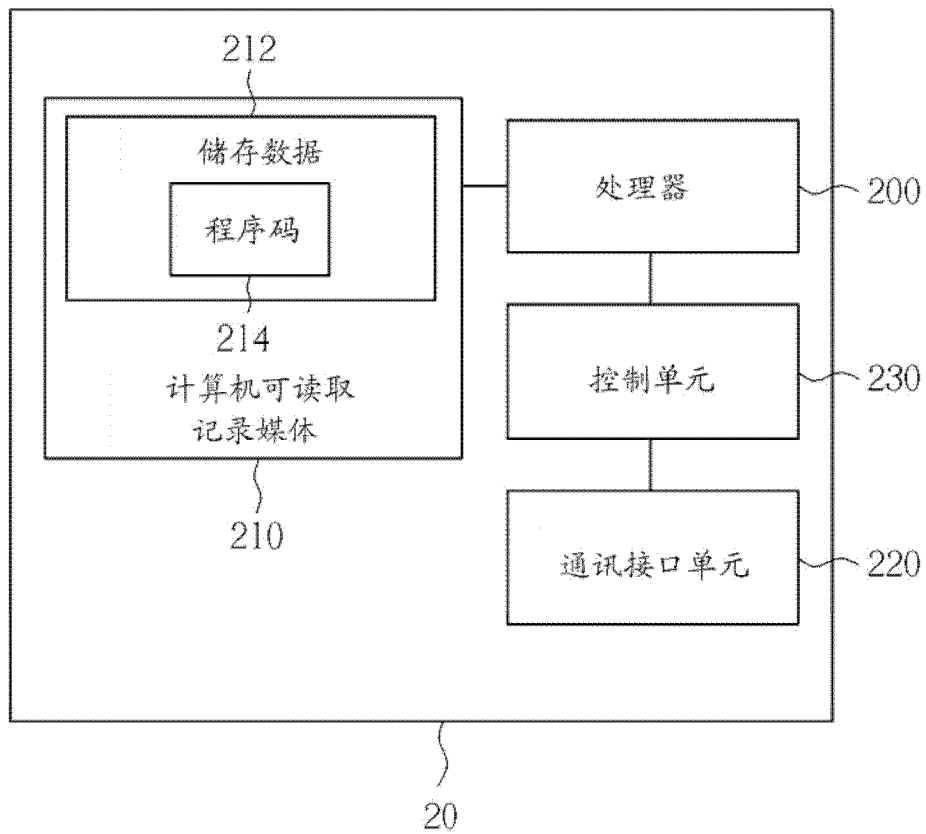 212
储存数据
程序码
214
计算机可读取
记录媒体
210
处理器
200
控制单元
230
通讯接口单元
220
20